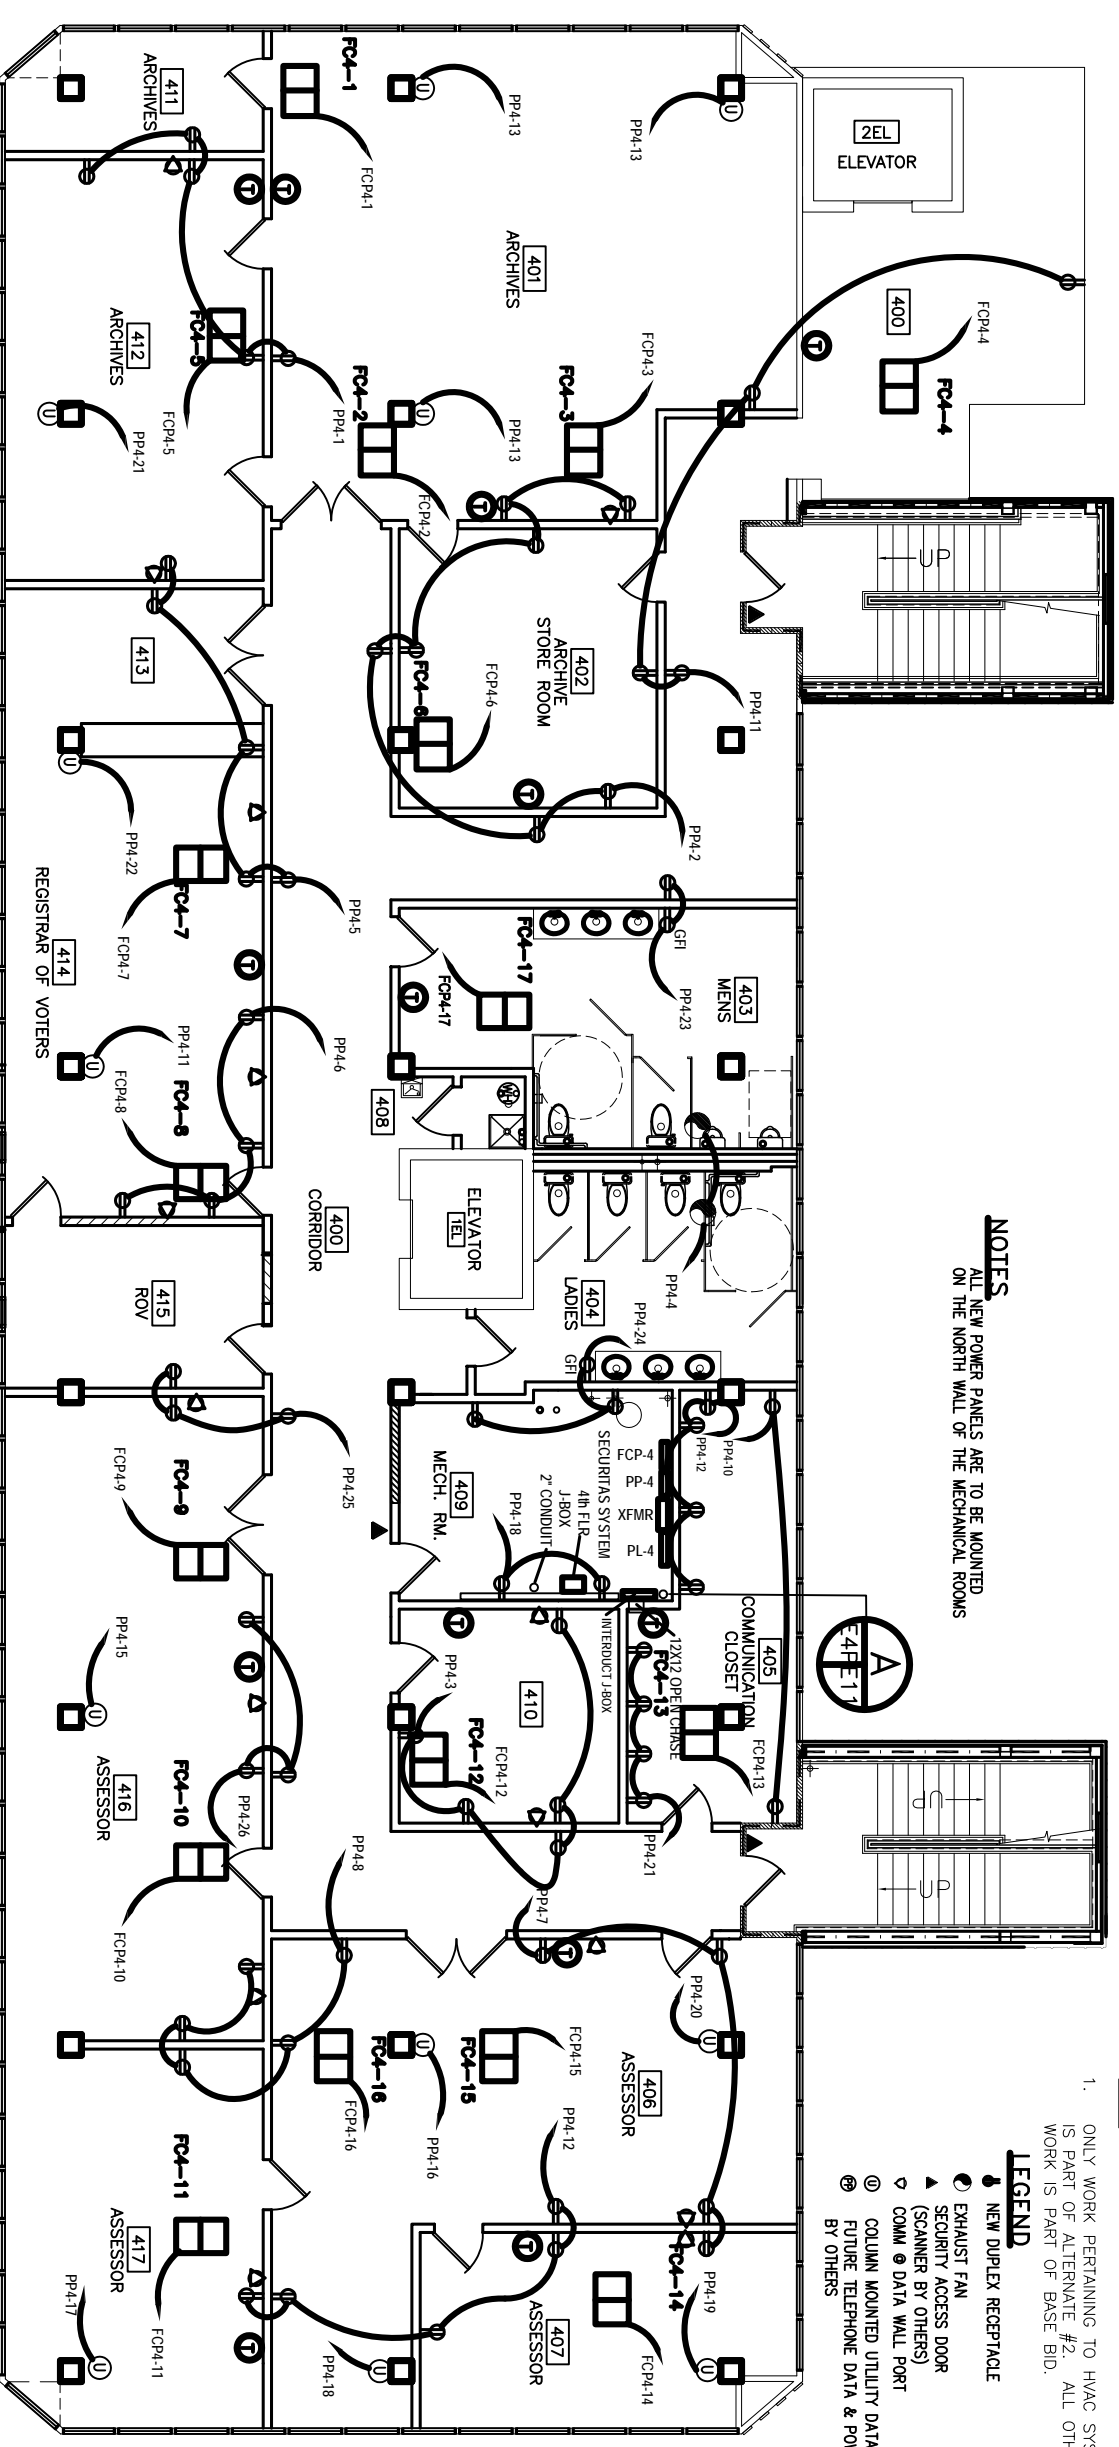 NOTES
ALL NEW POWER PANELS ARE TO BE MOUNTED
ON THE NORTH WALL OF THE MECHANICAL ROOMS
1. ONLY WORK PERTAINING TO HVAC
IS PART OF ALTERNATE #2. ALL
WORK IS PART OF BASE BID.
LEGEND
NEW DUPLEX RECEPTACLE
EXHAUST FAN
SECURITY ACCESS DOOR
(SCANNER BY OTHERS)
COMM @ DATA WALL PORT
U COLUMN MOUNTED UTLILITY DATA
PP FUTURE TELEPHONE DATA &
BY OTHERS
2EL
ELEVATOR
400
FCP4-4
FC4-4
UP
UP
UP
A
FC4-1
FCP4-1
U
PP4-13
U
PP4-13
401
ARCHIVES
FC4-2
FCP4-2
U
PP4-13
FC4-3
FCP4-3
T
T
T
T
411
ARCHIVES
412
ARCHIVES
FC4-5
FCP4-5
PP4-1
U
PP4-21
402
ARCHIVE
STORE ROOM
FC4-6
FCP4-6
PP4-11
PP4-2
T
413
U
PP4-22
FC4-7
FCP4-7
PP4-5
414
REGISTRAR OF VOTERS
T
PP4-6
U
PP4-11
FC4-8
FCP4-8
FC4-17
FCP4-17
T
GFI
PP4-23
403
MENS
408
WH
ELEVATOR
1EL
400
CORRIDOR
404
LADIES
PP4-4
PP4-24
GFI
415
ROV
PP4-25
FC4-9
FCP4-9
409
MECH. RM.
SECURITAS SYSTEM
4th FLR
J-BOX
2" CONDUIT
PP4-18
FCP-4
PP-4
XFMR
PL-4
PP4-12
PP4-10
INTERDUCT J-BOX
12X12 OPEN CHASE
405
COMMUNICATION
CLOSET
T
FC4-13
FCP4-13
PP4-21
T
410
PP4-3
FC4-12
FCP4-12
U
PP4-15
T
416
ASSESSOR
FC4-10
FCP4-10
PP4-26
PP4-8
PP4-7
T
U
PP4-20
406
ASSESSOR
FC4-15
FCP4-15
U
PP4-16
FC4-16
FCP4-16
PP4-12
FC4-11
FCP4-11
417
ASSESSOR
T
U
PP4-17
U
PP4-18
T
407
ASSESSOR
FC4-14
FCP4-14
U
PP4-19